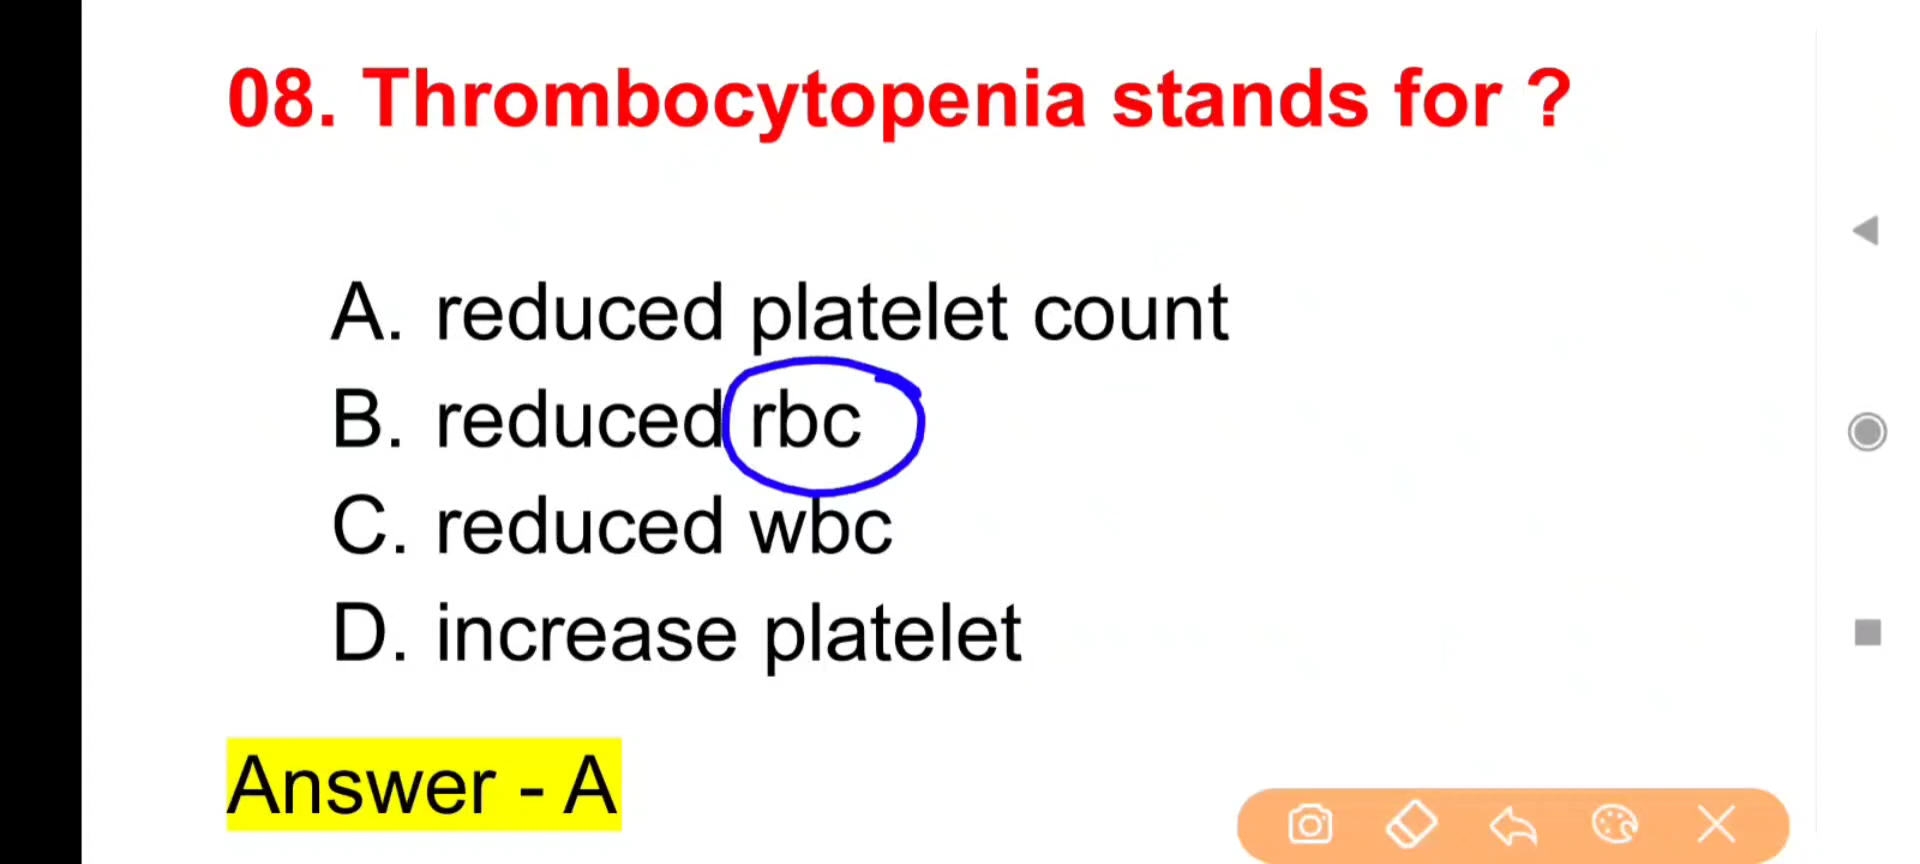 08. Thrombocytopenia stands for ?
A. reduced platelet count
B. reduced rbc
C. reduced wbc
D. increase platelet
Answer - A